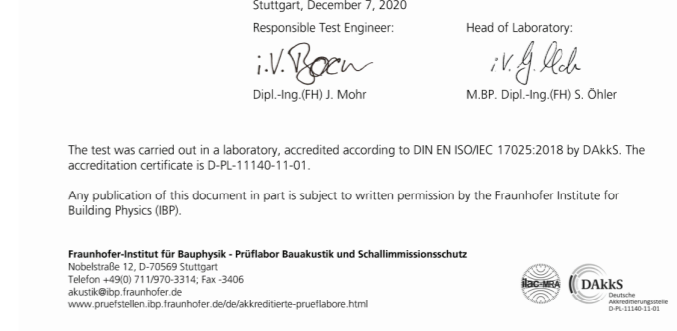 Stuttgart, December 7, 2020
Responsible Test Engineer:
Head of Laboratory:
i.V.
i.V. G.
Dipl.-Ing.(FH) J. Mohr
M.BP. Dipl.-Ing.(FH) S. Öhler
The test was carried out in a laboratory, accredited according to DIN EN ISO/IEC 17025:2018 by DAkkS. The
accreditation certificate is D-PL-11140-11-01.
Any publication of this document in part is subject to written permission by the Fraunhofer Institute for
Building Physics (IBP).
Fraunhofer-Institut für Bauphysik - Prüflabor Bauakustik und Schallimmissionsschutz
Nobelstraße 12, D-70569 Stuttgart
Telefon +49(0) 711/970-3314; Fax -3406
akustik@ibp.fraunhofer.de
www.pruefstellen.ibp.fraunhofer.de/de/akkreditierte-prueflabore.html
ilac-MRA
DAkkS
Deutsche
Akkreditierungsstelle
D-PL-11140-11-01